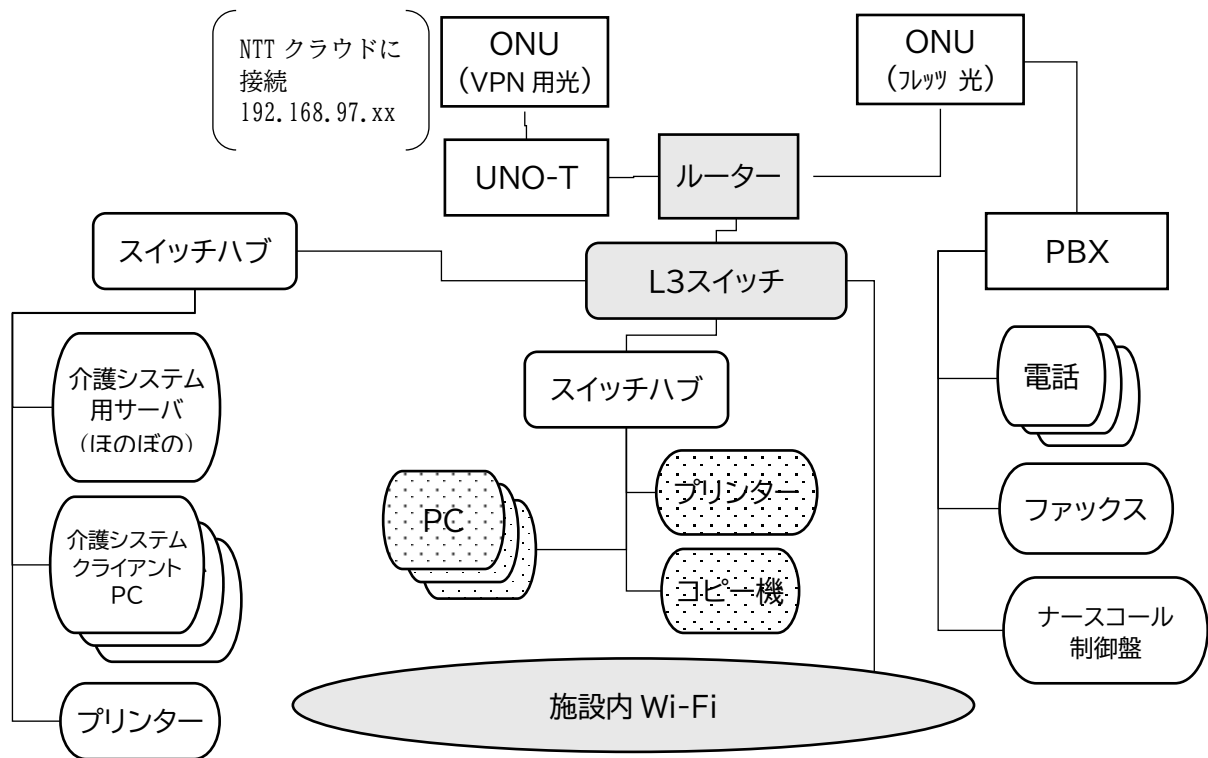 NTT クラウドに
接続
192.168.97.xx
ONU
(VPN 用光)
ONU
(ﾌﾚｯﾂ 光)
UNO-T
ルーター
スイッチハブ
L3スイッチ
PBX
介護システム
用サーバ
(ほのぼの)
スイッチハブ
電話
プリンター
PC
ファックス
介護システム
クライアント
PC
コピー機
ナースコール
制御盤
プリンター
施設内 Wi-Fi